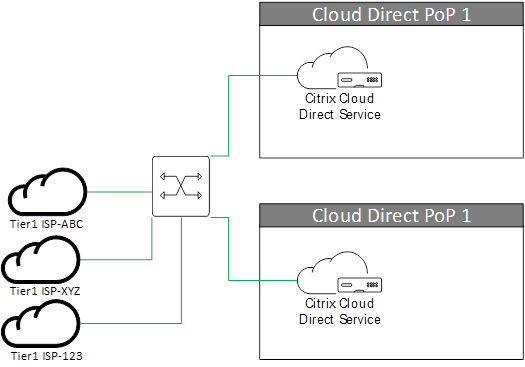 Cloud Direct PoP 1
Citrix Cloud
Direct Service
Tier1 ISP-ABC
Cloud Direct PoP 1
Tier1 ISP-XYZ
Citrix Cloud
Direct Service
Tier1 ISP-123